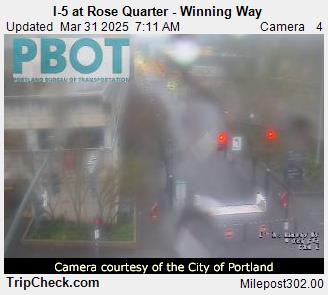 I-5 at Rose Quarter - Winning Way
Updated Mar 31 2025 7:11 AM Camera 4
PBOT
PORTLAND BUREAU OF TRANSPORTATION
Camera courtesy of the City of Portland
TripCheck.com Milepost302.00